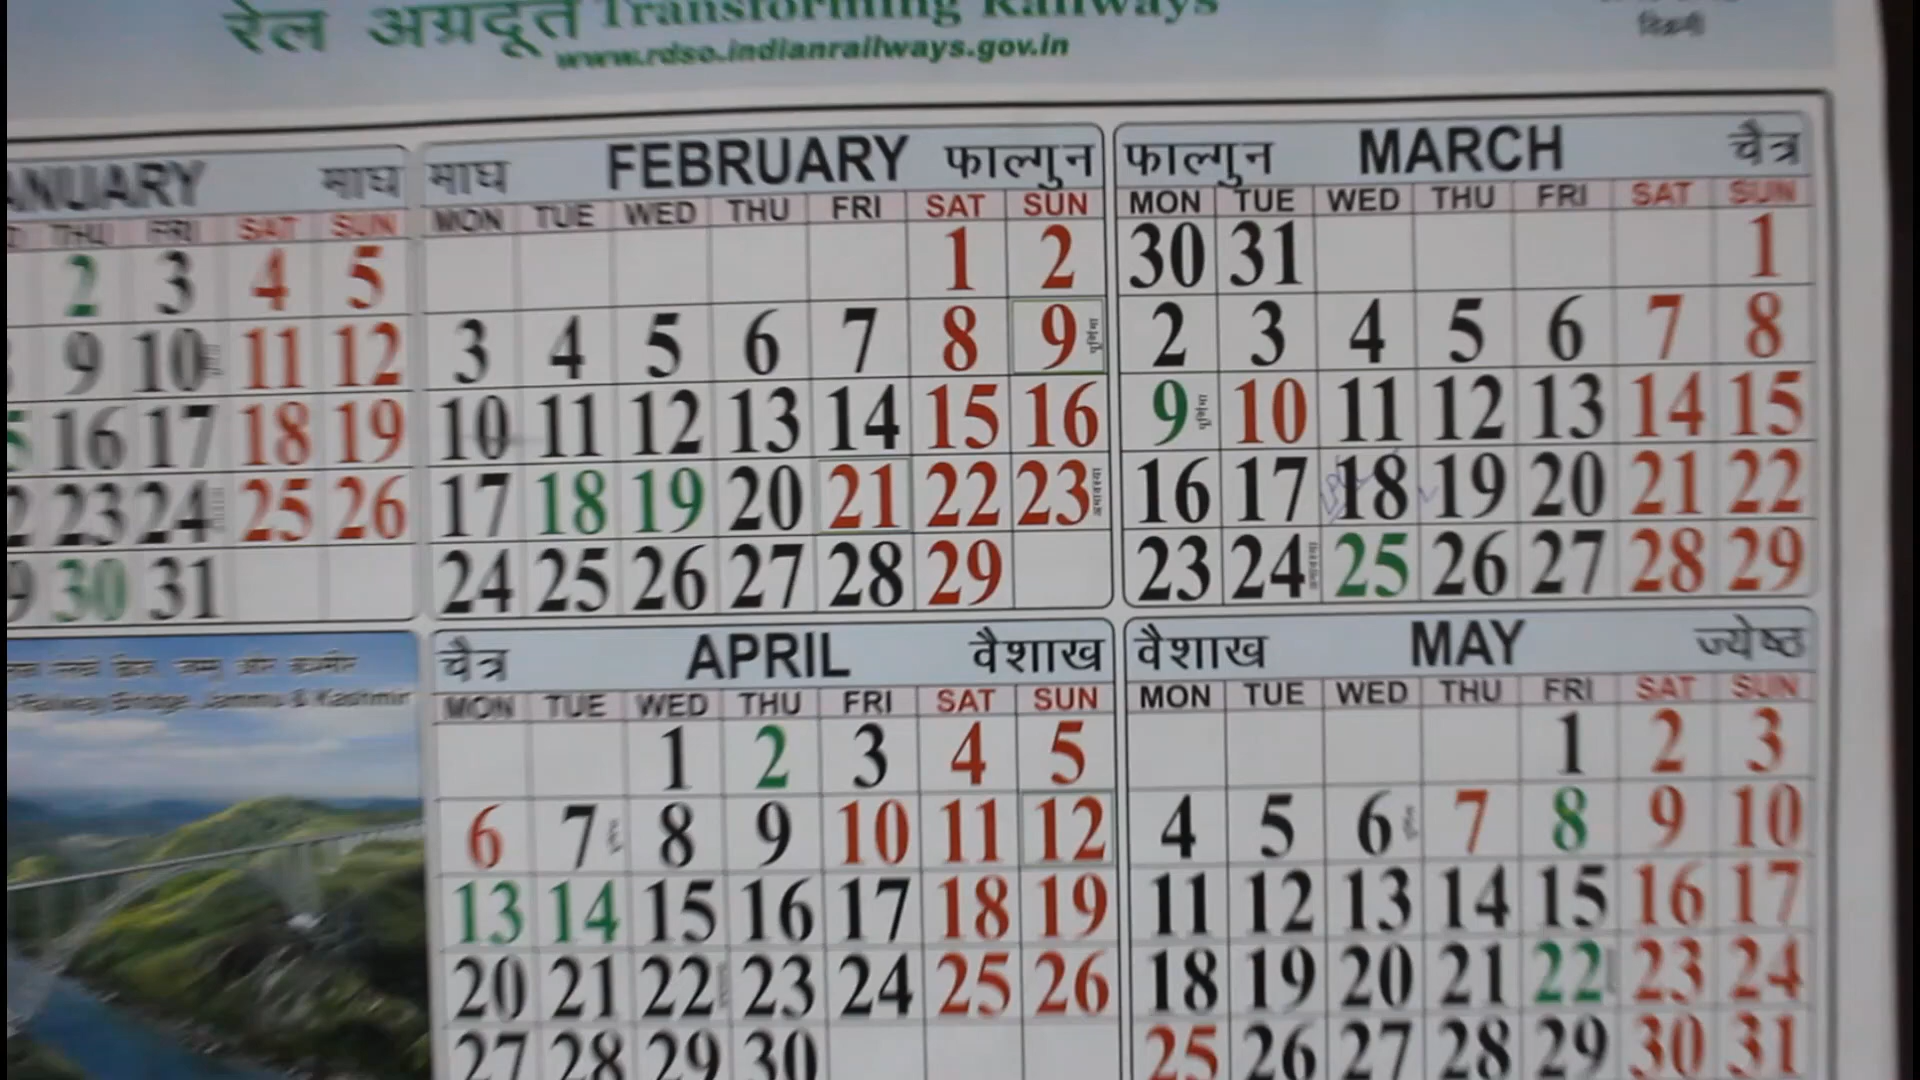 रेल अग्रदूत Transforming Railways
www.rdso.indianrailways.gov.in
ANUARY माघ
THU FRI SAT SUN
2 3 4 5
9 10 11 12
16 17 18 19
23 24 25 26
30 31
माघ FEBRUARY फाल्गुन
MON TUE WED THU FRI SAT SUN
1 2
3 4 5 6 7 8 9
10 11 12 13 14 15 16
17 18 19 20 21 22 23
24 25 26 27 28 29
फाल्गुन MARCH चैत्र
MON TUE WED THU FRI SAT SUN
30 31 1
2 3 4 5 6 7 8
9 10 11 12 13 14 15
16 17 18 19 20 21 22
23 24 25 26 27 28 29
Railway Bridge, Jammu & Kashmir
चैत्र APRIL वैशाख
MON TUE WED THU FRI SAT SUN
1 2 3 4 5
6 7 8 9 10 11 12
13 14 15 16 17 18 19
20 21 22 23 24 25 26
27 28 29 30
वैशाख MAY ज्येष्ठ
MON TUE WED THU FRI SAT SUN
1 2 3
4 5 6 7 8 9 10
11 12 13 14 15 16 17
18 19 20 21 22 23 24
25 26 27 28 29 30 31